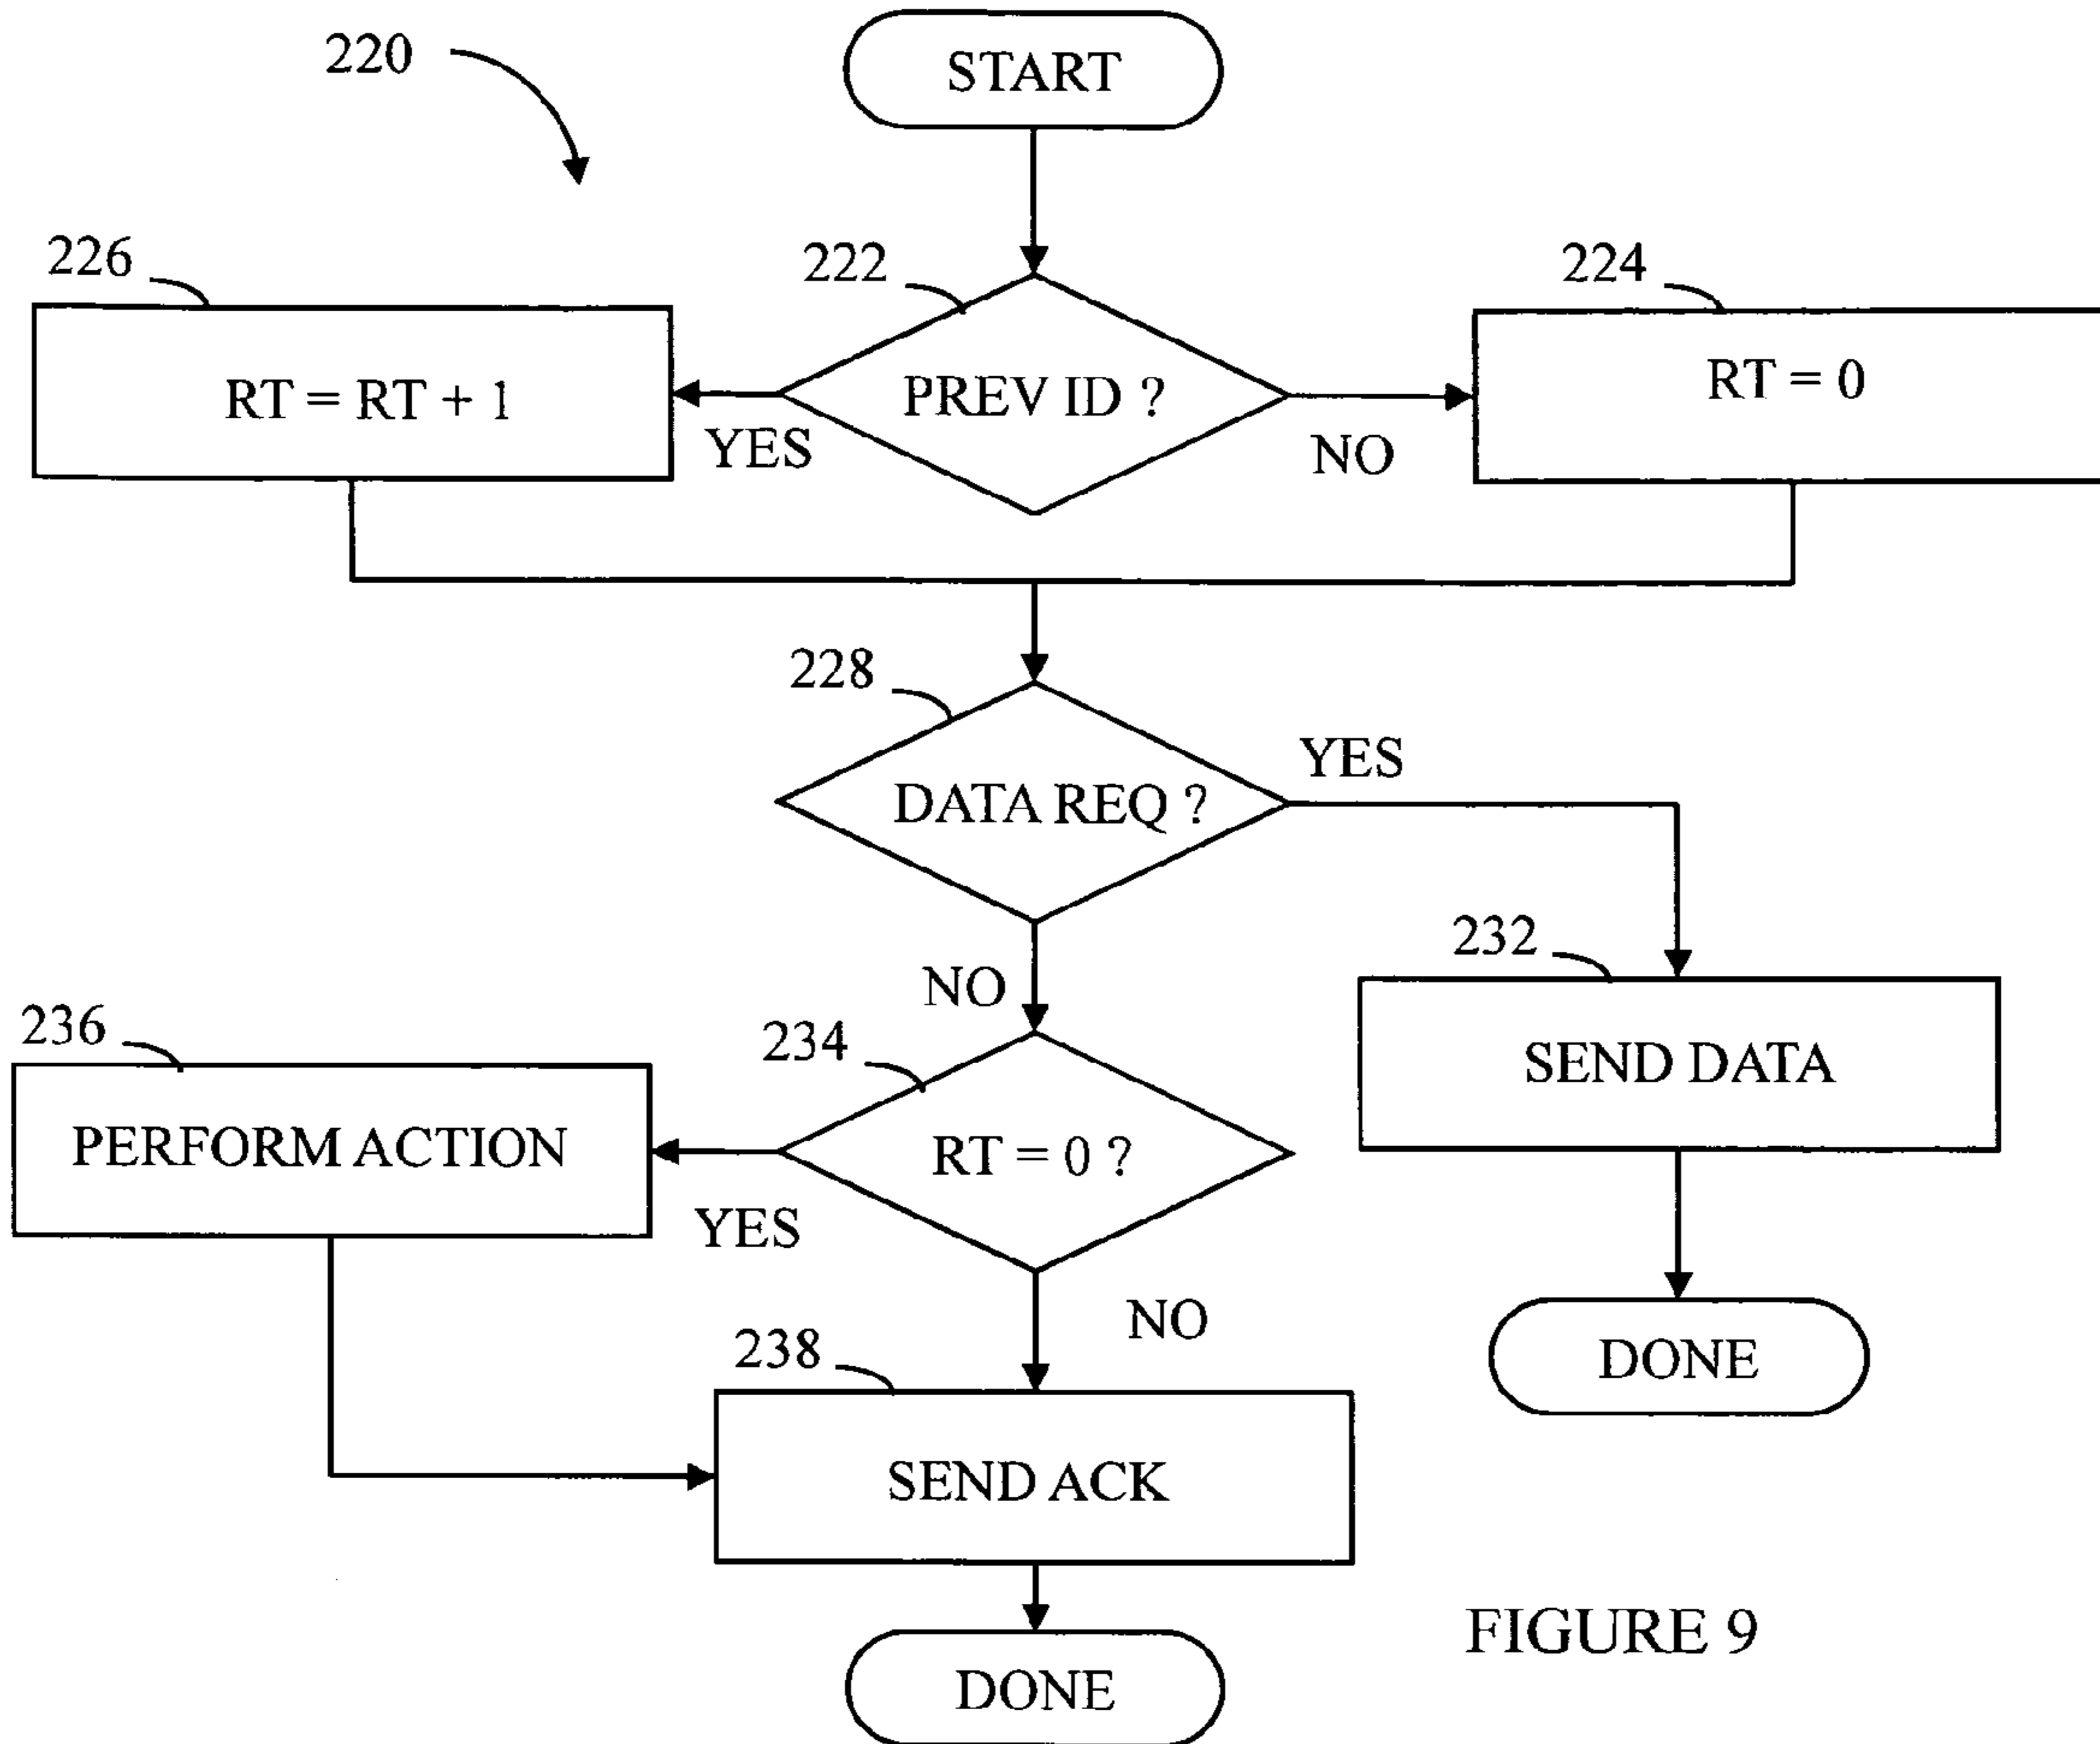 220
START
226
222
224
RT = RT + 1
PREV ID ?
RT = 0
YES
NO
228
DATA REQ ?
YES
232
NO
236
234
SEND DATA
PERFORM ACTION
RT = 0 ?
YES
NO
238
DONE
SEND ACK
FIGURE 9
DONE